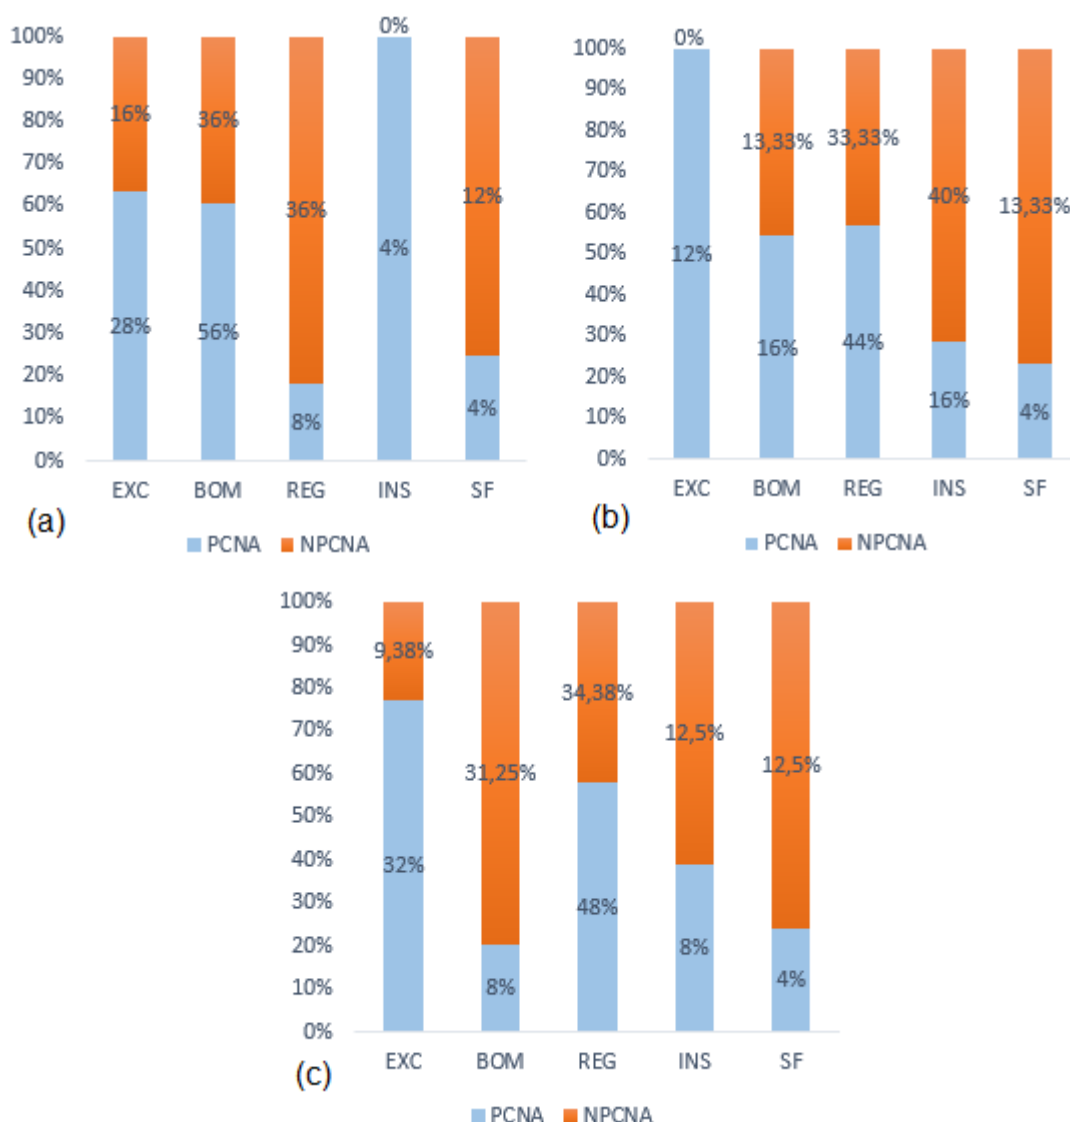 0%
100%
90%
80%
70%
60%
50%
40%
30%
20%
10%
0%
16% 36% 36% 12%
28% 56% 8% 4% 4%
EXC BOM REG INS SF
(a)
PCNA NPCNA
0%
100%
90%
80%
70%
60%
50%
40%
30%
20%
10%
0%
13,33% 33,33% 40% 13,33%
12% 16% 44% 16% 4%
EXC BOM REG INS SF
(b)
PCNA NPCNA
100%
90%
80%
70%
60%
50%
40%
30%
20%
10%
0%
9,38% 31,25% 34,38% 12,5% 12,5%
32% 8% 48% 8% 4%
EXC BOM REG INS SF
(c)
PCNA NPCNA